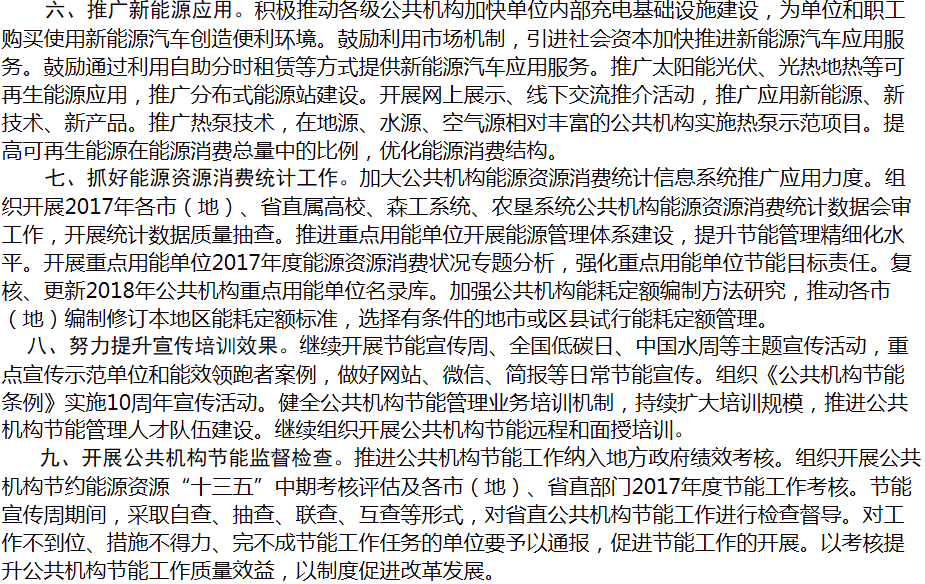 六、推广新能源应用。积极推动各级公共机构加快单位内部充电基础设施建设，为单位和职工
购买使用新能源汽车创造便利环境。鼓励利用市场机制，引进社会资本加快推进新能源汽车应用服
务。鼓励通过利用自助分时租赁等方式提供新能源汽车应用服务。推广太阳能光伏、光热地热等可
再生能源应用，推广分布式能源站建设。开展网上展示、线下交流推介活动，推广应用新能源、新
技术、新产品。推广热泵技术，在地源、水源、空气源相对丰富的公共机构实施热泵示范项目。提
高可再生能源在能源消费总量中的比例，优化能源消费结构。
七、抓好能源资源消费统计工作。加大公共机构能源资源消费统计信息系统推广应用力度。组
织开展2017年各市（地）、省直属高校、森工系统、农垦系统公共机构能源资源消费统计数据会审
工作，开展统计数据质量抽查。推进重点用能单位开展能源管理体系建设，提升节能管理精细化水
平。开展重点用能单位2017年度能源资源消费状况专题分析，强化重点用能单位节能目标责任。复
核、更新2018年公共机构重点用能单位名录库。加强公共机构能耗定额编制方法研究，推动各市
（地）编制修订本地区能耗定额标准，选择有条件的地市或区县试行能耗定额管理。
八、努力提升宣传培训效果。继续开展节能宣传周、全国低碳日、中国水周等主题宣传活动，重
点宣传示范单位和能效领跑者案例，做好网站、微信、简报等日常节能宣传。组织《公共机构节能
条例》实施10周年宣传活动。健全公共机构节能管理业务培训机制，持续扩大培训规模，推进公共
机构节能管理人才队伍建设。继续组织开展公共机构节能远程和面授培训。
九、开展公共机构节能监督检查。推进公共机构节能工作纳入地方政府绩效考核。组织开展公共
机构节约能源资源“十三五”中期考核评估及各市（地）、省直部门2017年度节能工作考核。节能
宣传周期间，采取自查、抽查、联查、互查等形式，对省直公共机构节能工作进行检查督导。对工
作不到位、措施不得力、完不成节能工作任务的单位要予以通报，促进节能工作的开展。以考核提
升公共机构节能工作质量效益，以制度促进改革发展。